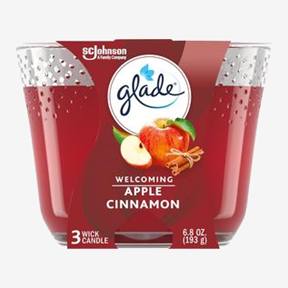 SC Johnson
A Family Company
glade
WELCOMING
APPLE
CINNAMON
3 WICK
CANDLE
6.8 OZ.
(193 g)